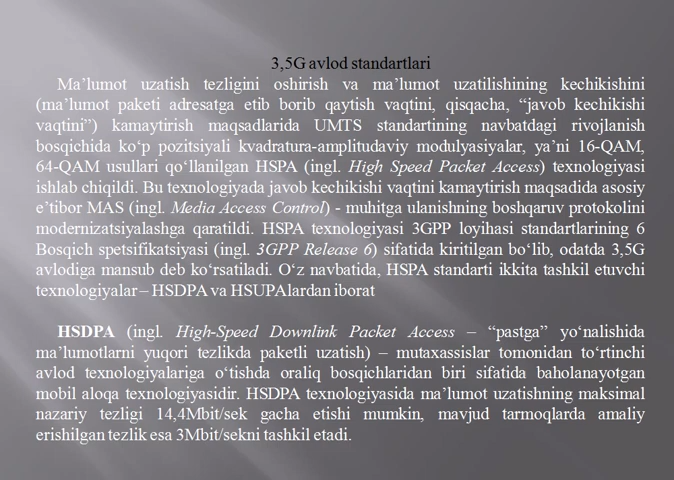 3,5G avlod standartlari
Ma’lumot uzatish tezligini oshirish va ma’lumot uzatilishining kechikishini
(ma’lumot paketi adresatga etib borib qaytish vaqtini, qisqacha, “javob kechikishi
vaqtini”) kamaytirish maqsadlarida UMTS standartining navbatdagi rivojlanish
bosqichida ko‘p pozitsiyali kvadratura-amplitudaviy modulyasiyalar, ya’ni 16-QAM,
64-QAM usullari qo‘llanilgan HSPA (ingl. High Speed Packet Access) texnologiyasi
ishlab chiqildi. Bu texnologiyada javob kechikishi vaqtini kamaytirish maqsadida asosiy
e’tibor MAS (ingl. Media Access Control) - muhitga ulanishning boshqaruv protokolini
modernizatsiyalashga qaratildi. HSPA texnologiyasi 3GPP loyihasi standartlarining 6
Bosqich spetsifikatsiyasi (ingl. 3GPP Release 6) sifatida kiritilgan bo‘lib, odatda 3,5G
avlodiga mansub deb ko‘rsatiladi. O‘z navbatida, HSPA standarti ikkita tashkil etuvchi
texnologiyalar – HSDPA va HSUPAlardan iborat
HSDPA (ingl. High-Speed Downlink Packet Access – “pastga” yo‘nalishida
ma’lumotlarni yuqori tezlikda paketli uzatish) – mutaxassislar tomonidan to‘rtinchi
avlod texnologiyalariga o‘tishda oraliq bosqichlaridan biri sifatida baholanayotgan
mobil aloqa texnologiyasidir. HSDPA texnologiyasida ma’lumot uzatishning maksimal
nazariy tezligi 14,4Mbit/sek gacha etishi mumkin, mavjud tarmoqlarda amaliy
erishilgan tezlik esa 3Mbit/sekni tashkil etadi.